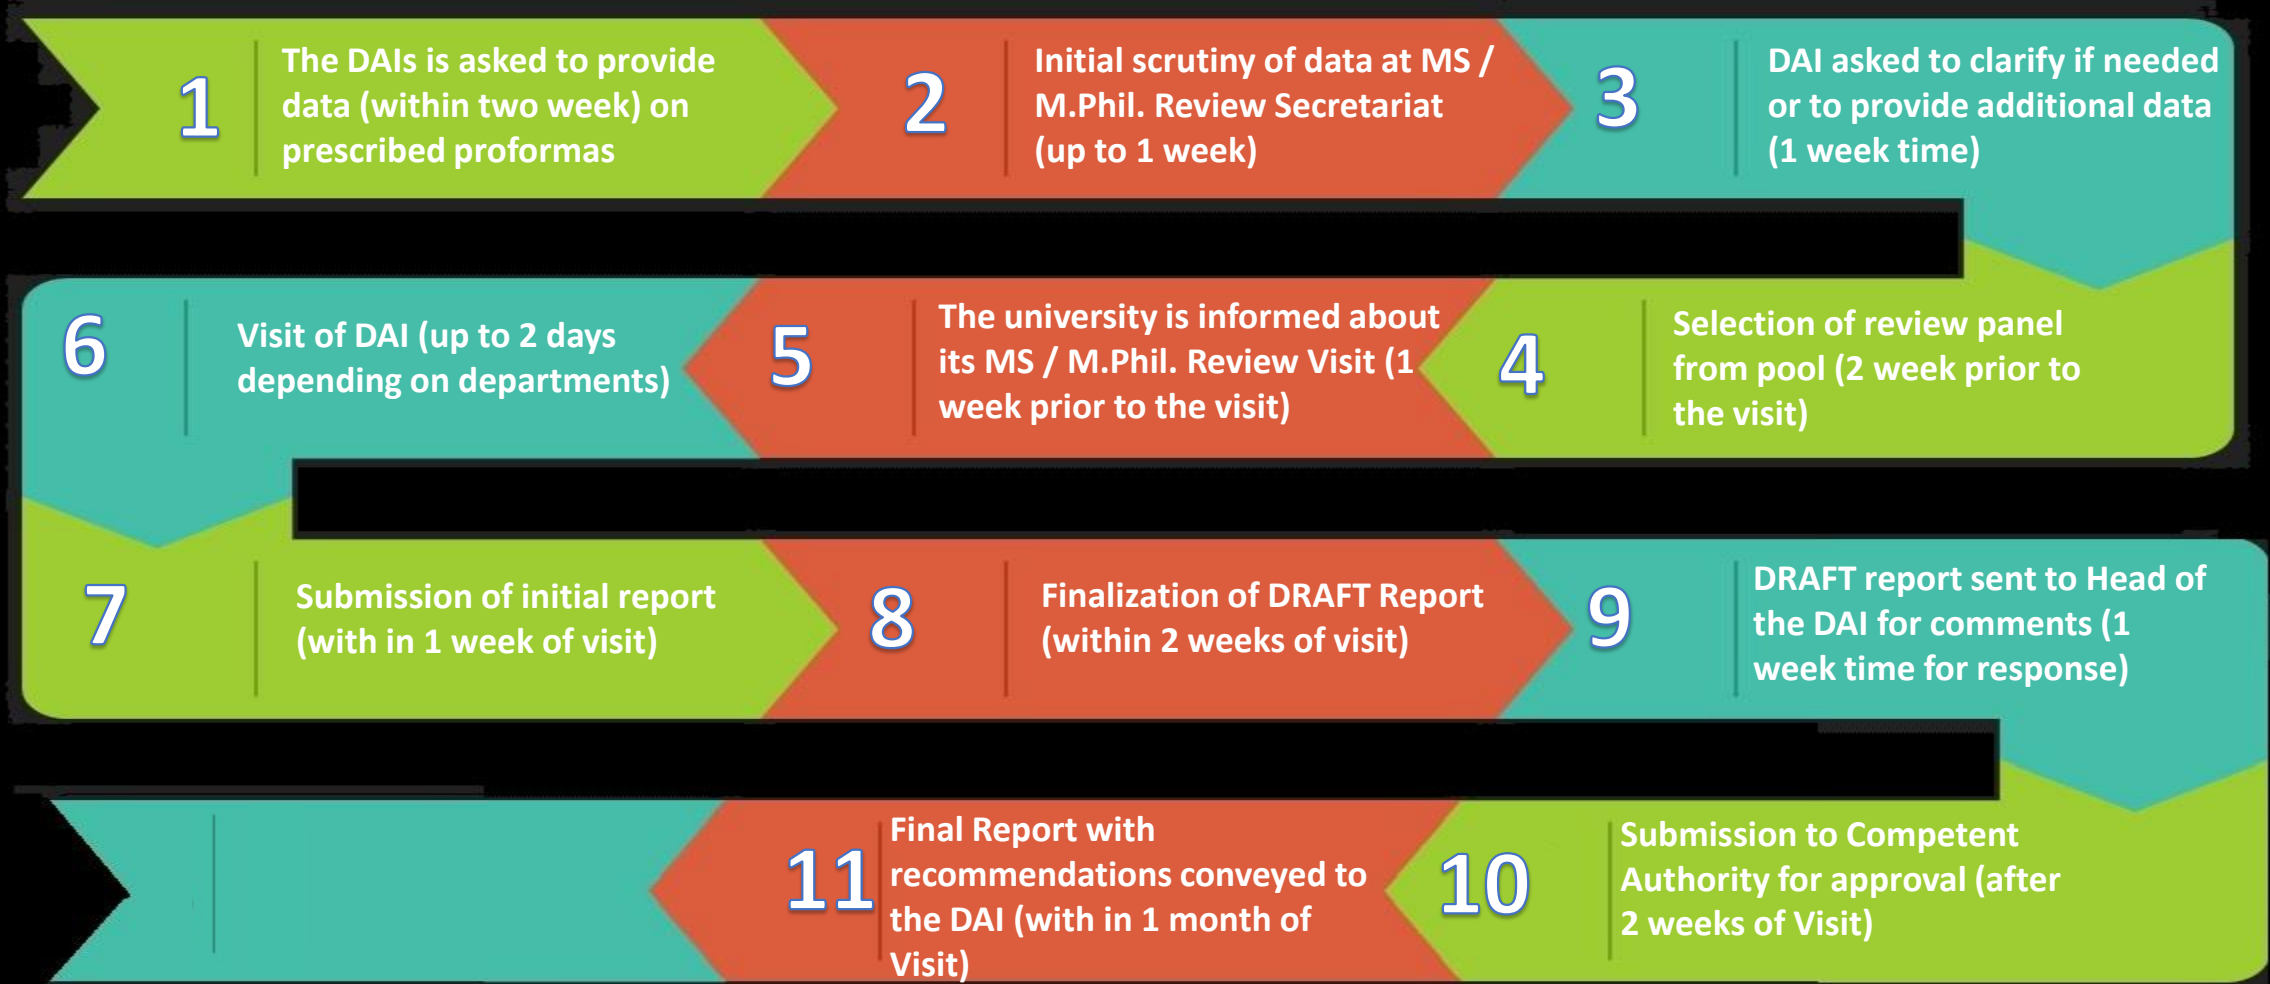 1
The DAIs is asked to provide
data (within two week) on
prescribed proformas
2
Initial scrutiny of data at MS /
M.Phil. Review Secretariat
(up to 1 week)
3
DAI asked to clarify if needed
or to provide additional data
(1 week time)
4
Selection of review panel
from pool (2 week prior to
the visit)
5
The university is informed about
its MS / M.Phil. Review Visit (1
week prior to the visit)
6
Visit of DAI (up to 2 days
depending on departments)
7
Submission of initial report
(with in 1 week of visit)
8
Finalization of DRAFT Report
(within 2 weeks of visit)
9
DRAFT report sent to Head of
the DAI for comments (1
week time for response)
10
Submission to Competent
Authority for approval (after
2 weeks of Visit)
11
Final Report with
recommendations conveyed to
the DAI (with in 1 month of
Visit)